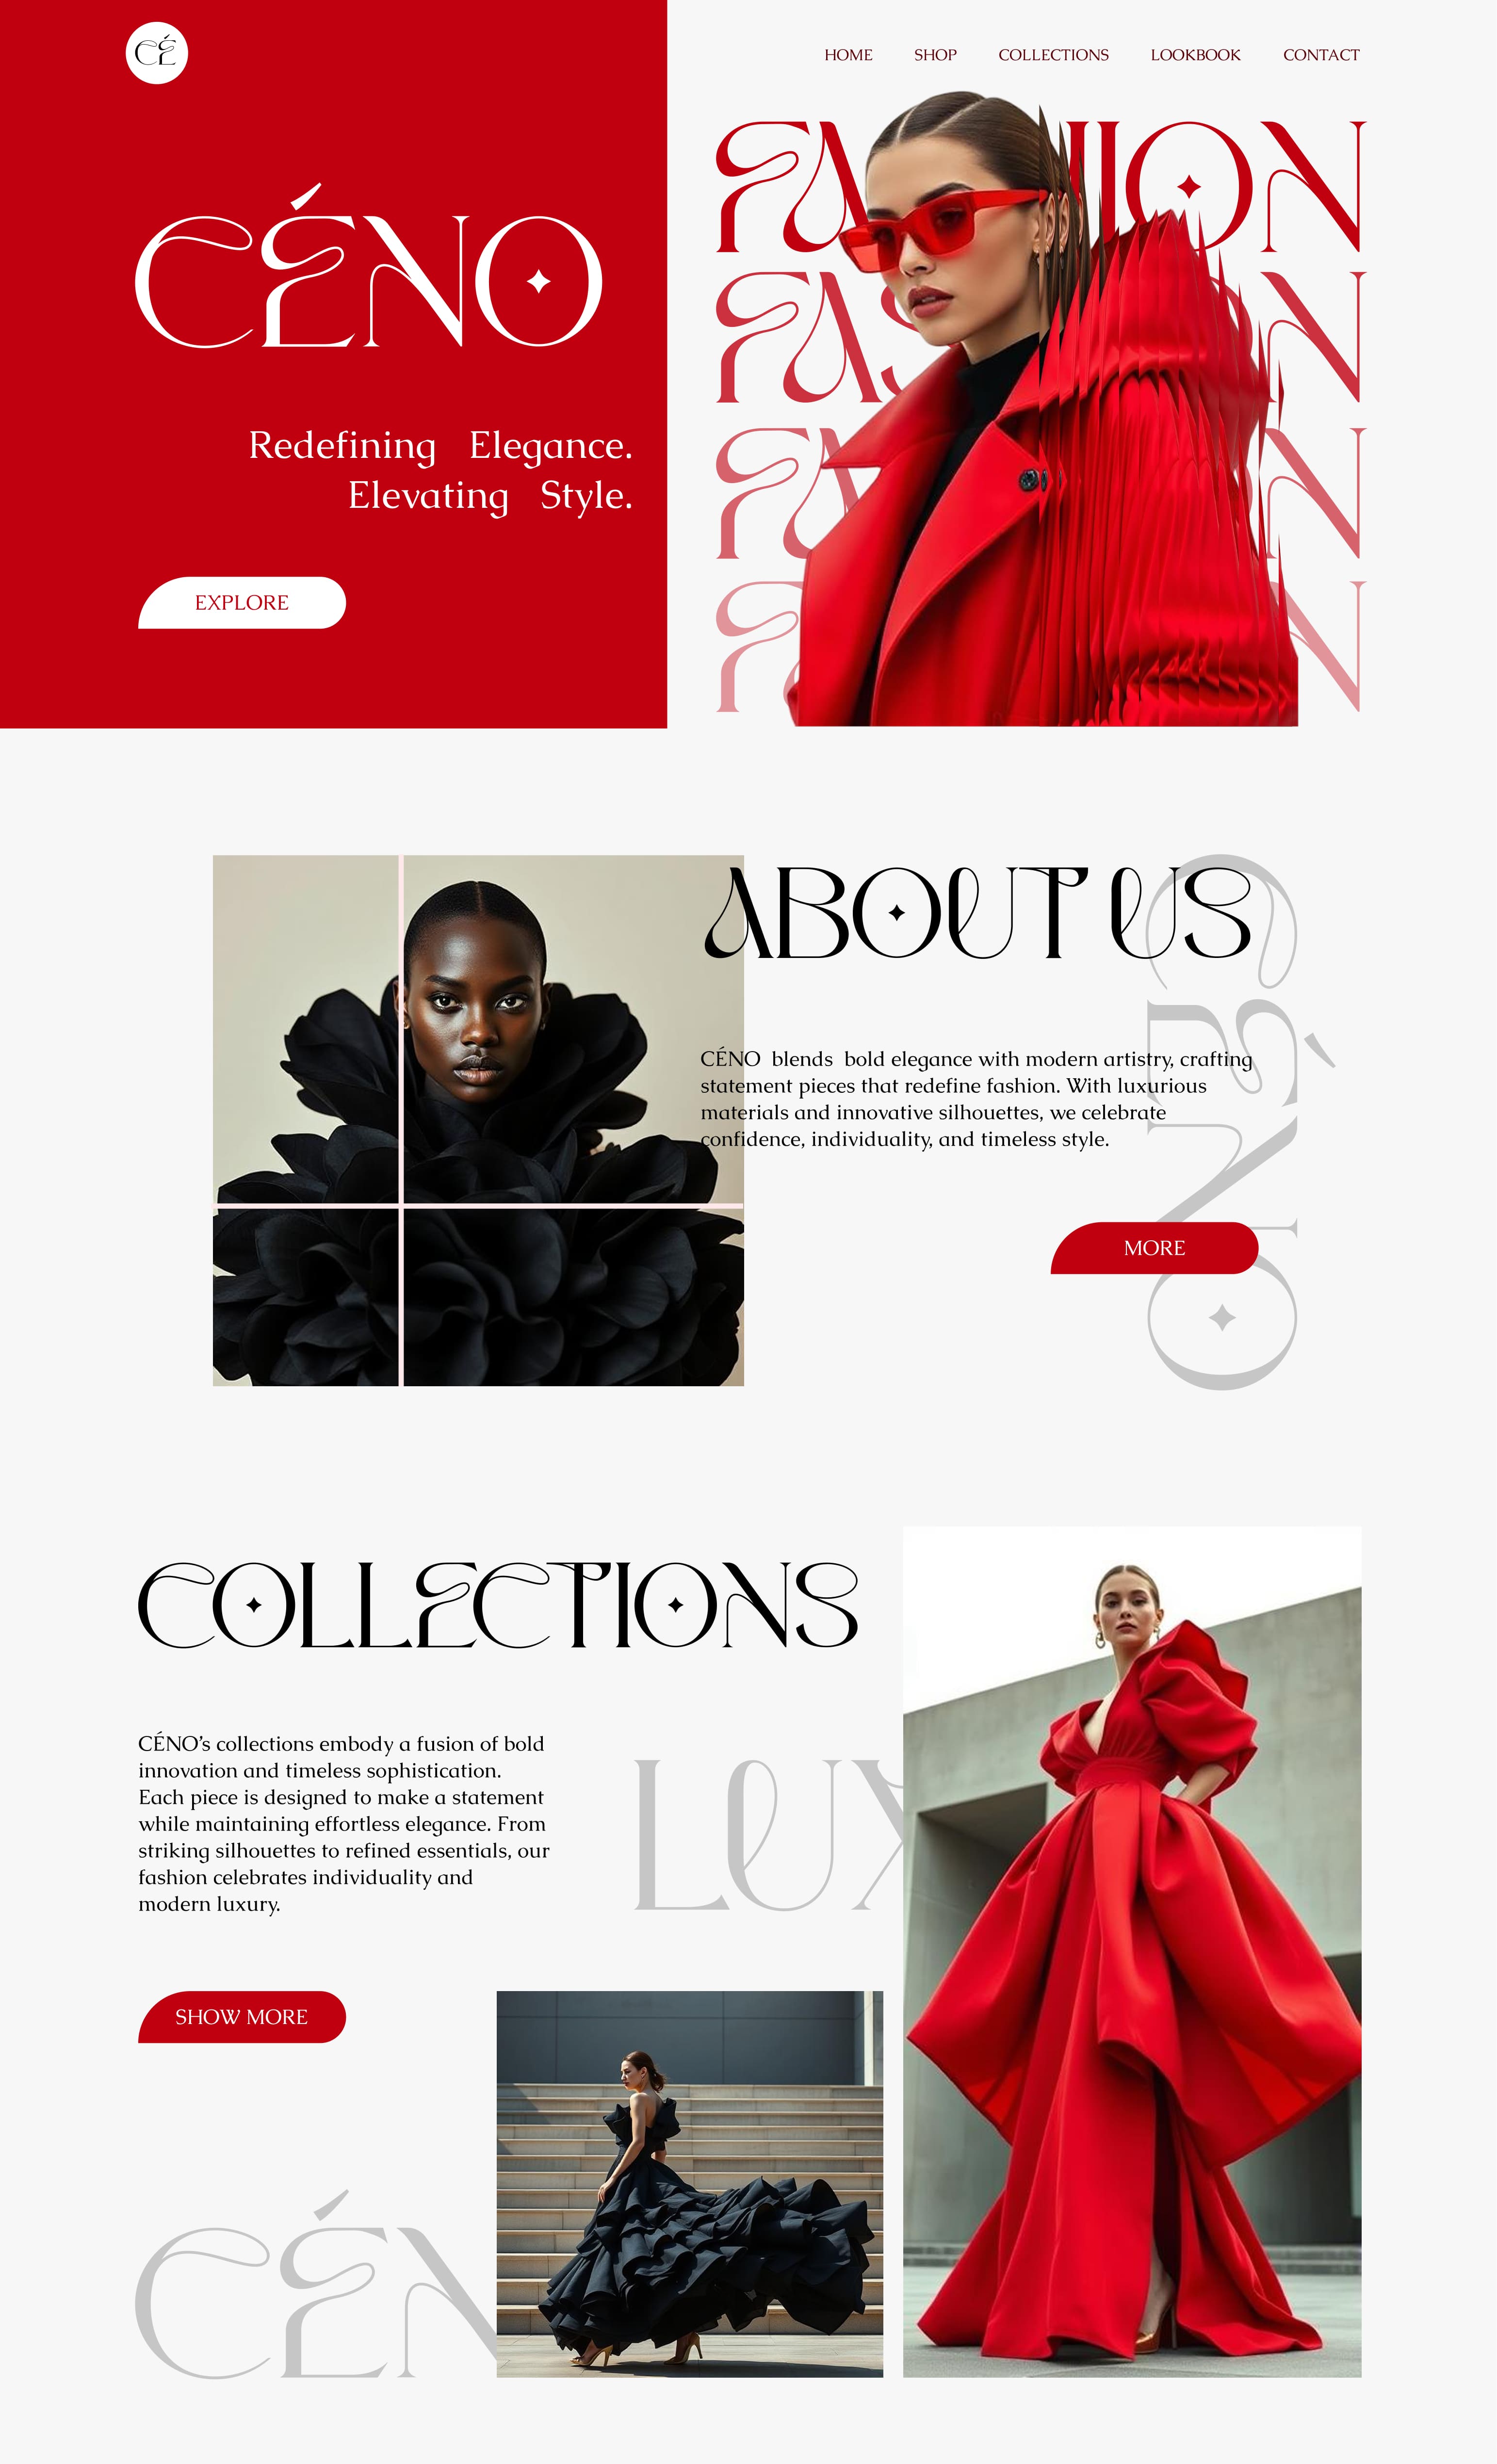 CÉ
HOME SHOP COLLECTIONS LOOKBOOK CONTACT
CÉNO
Redefining Elegance.
Elevating Style.
EXPLORE
FASHION
FASHION
FASHION
FASHION
ABOUT US
CÉNO blends bold elegance with modern artistry, crafting
statement pieces that redefine fashion. With luxurious
materials and innovative silhouettes, we celebrate
confidence, individuality, and timeless style.
MORE
CÉNO
COLLECTIONS
CÉNO’s collections embody a fusion of bold
innovation and timeless sophistication.
Each piece is designed to make a statement
while maintaining effortless elegance. From
striking silhouettes to refined essentials, our
fashion celebrates individuality and
modern luxury.
LUX
SHOW MORE
CÉN